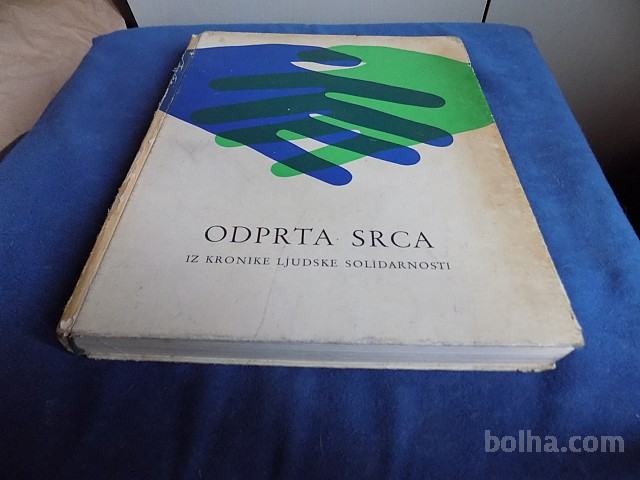 ODPRTA SRCA
IZ KRONIKE LJUDSKE SOLIDARNOSTI
bolha.com